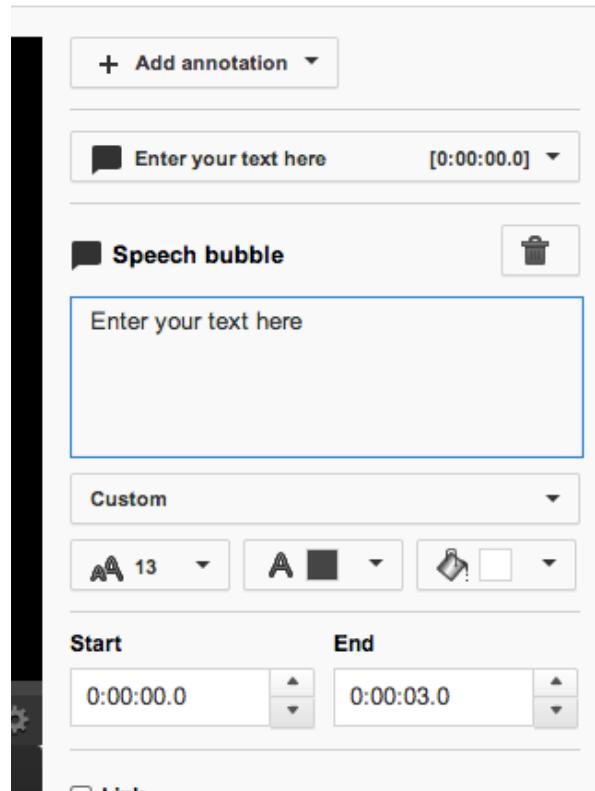 + Add annotation
Enter your text here [0:00:00.0]
Speech bubble
Enter your text here
Custom
13
Start End
0:00:00.0 0:00:03.0